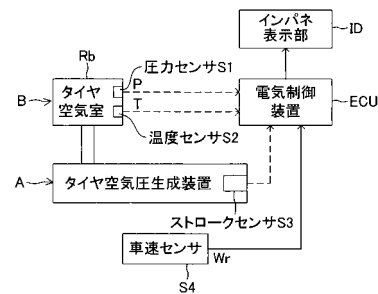 インパネ
表示部
ID
Rb
圧力センサS1
B
タイヤ
空気室
P
T
電気制御
装置
ECU
温度センサS2
A
タイヤ空気圧生成装置
ストロークセンサS3
車速センサ
Wr
S4